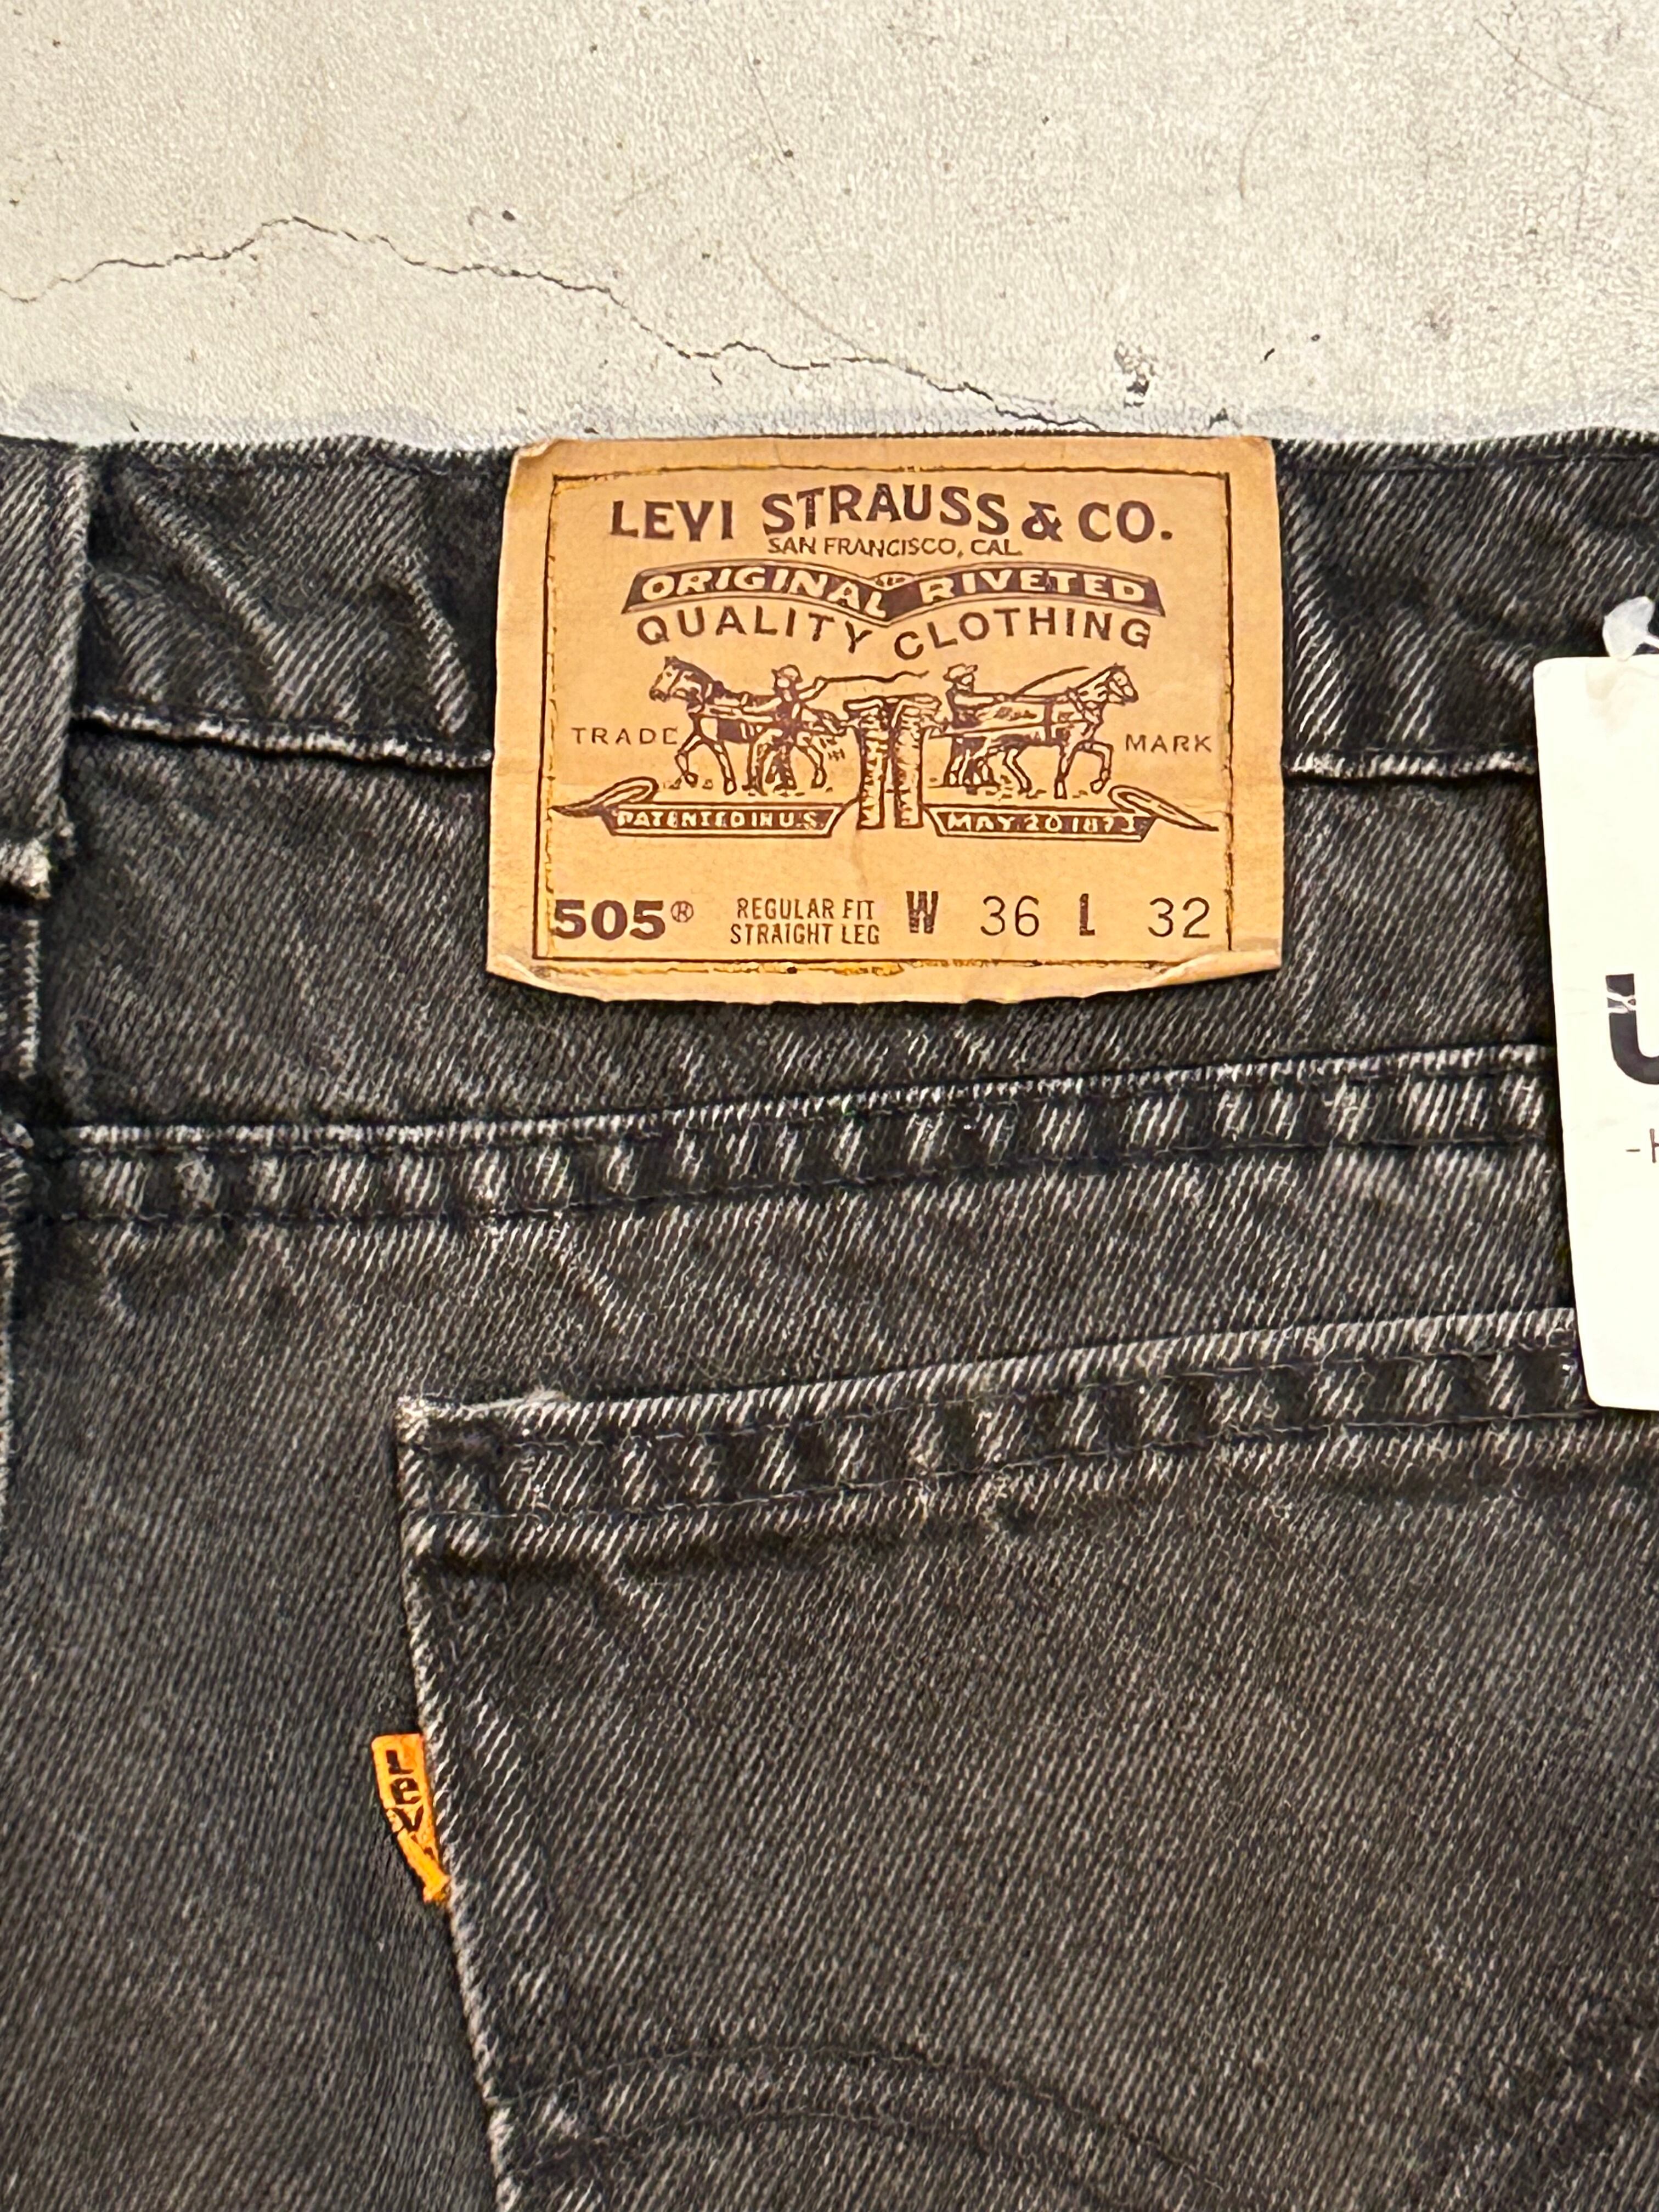 LEVI STRAUSS & CO.
SAN FRANCISCO, CAL.
ORIGINAL RIVETED
QUALITY CLOTHING
TRADE MARK
PATENTED IN U.S. MAY 20 1873
505® REGULAR FIT STRAIGHT LEG W 36 L 32
Levi's